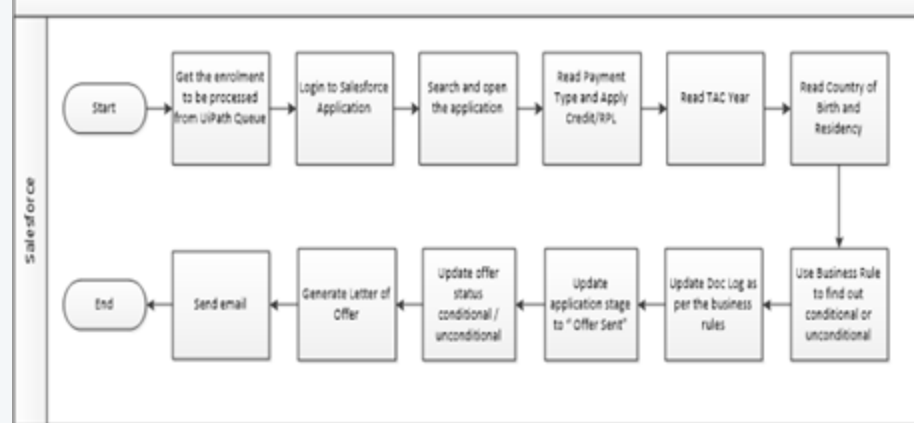 Salesforce
Start
Get the enrolment
to be processed
from UiPath Queue
Login to Salesforce
Application
Search and open
the application
Read Payment
Type and Apply
Credit/RPL
Read TAC Year
Read Country of
Birth and
Residency
Use Business Rule
to find out
conditional or
unconditional
Update Doc Log as
per the business
rules
Update
application stage
to " Offer Sent"
Update offer
status
conditional /
unconditional
Generate Letter of
Offer
Send email
End